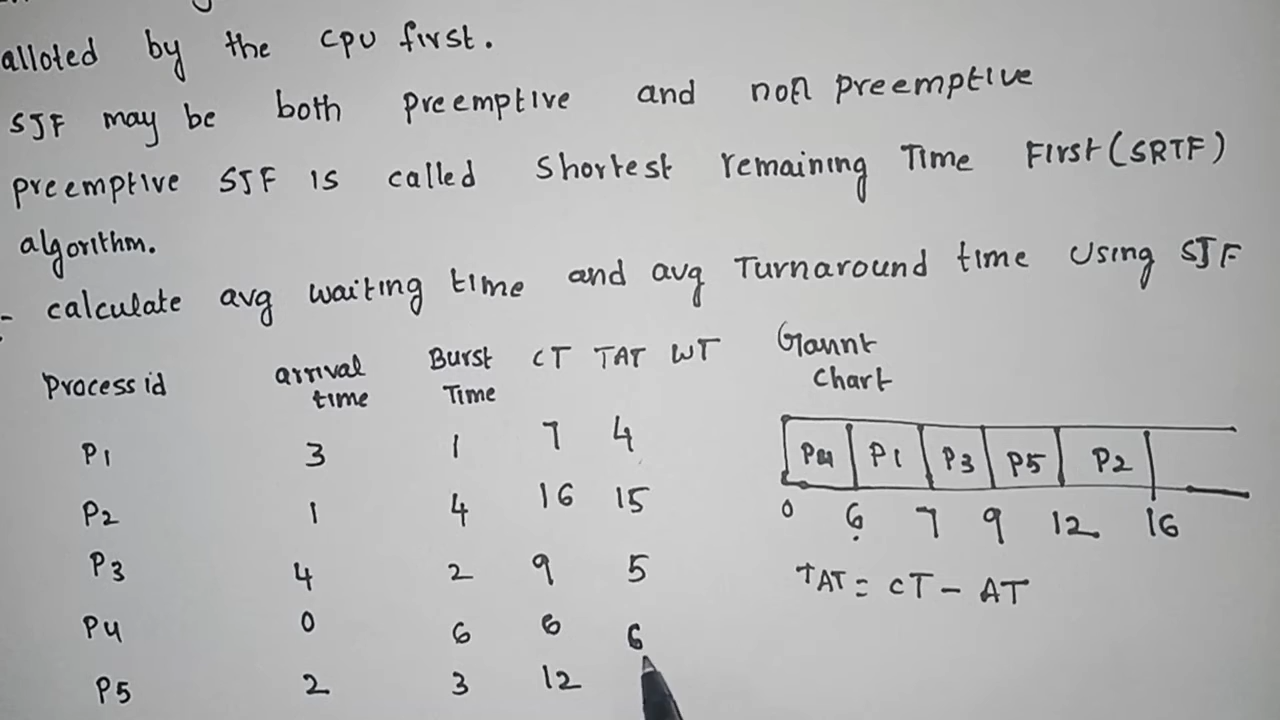 alloted by the cpu first.
SJF may be both preemptive and non preemptive
preemptive SJF is called Shortest remaining Time First (SRTF)
algorithm.
- calculate avg waiting time and avg Turnaround time using SJF
Process id arrival time Burst Time CT TAT WT
P1 3 1 7 4
P2 1 4 16 15
P3 4 2 9 5
P4 0 6 6 6
P5 2 3 12
Gannt
chart
P4 P1 P3 P5 P2
0 6 7 9 12 16
TAT = CT - AT